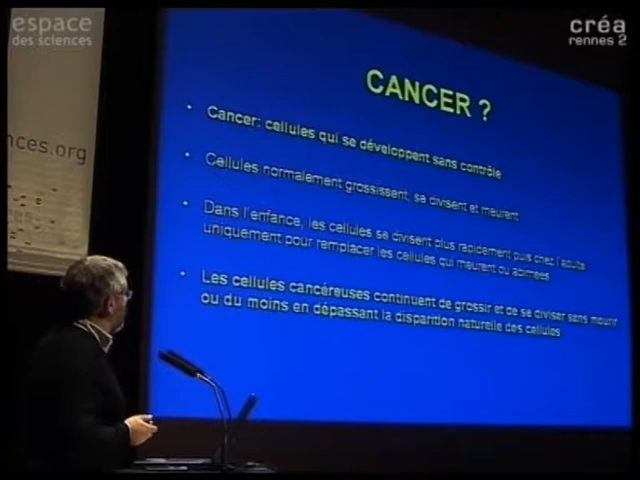 espace
des sciences
créa
rennes 2
nces.org
CANCER ?
• Cancer: cellules qui se développent sans contrôle
• Cellules normalement grossissent, se divisent et meurent
• Dans l'enfance, les cellules se divisent plus rapidement puis chez l'adulte
uniquement pour remplacer les cellules qui meurent ou abimées
• Les cellules cancéreuses continuent de grossir et de se diviser sans mourir
ou du moins en dépassant la disparition naturelle des cellules